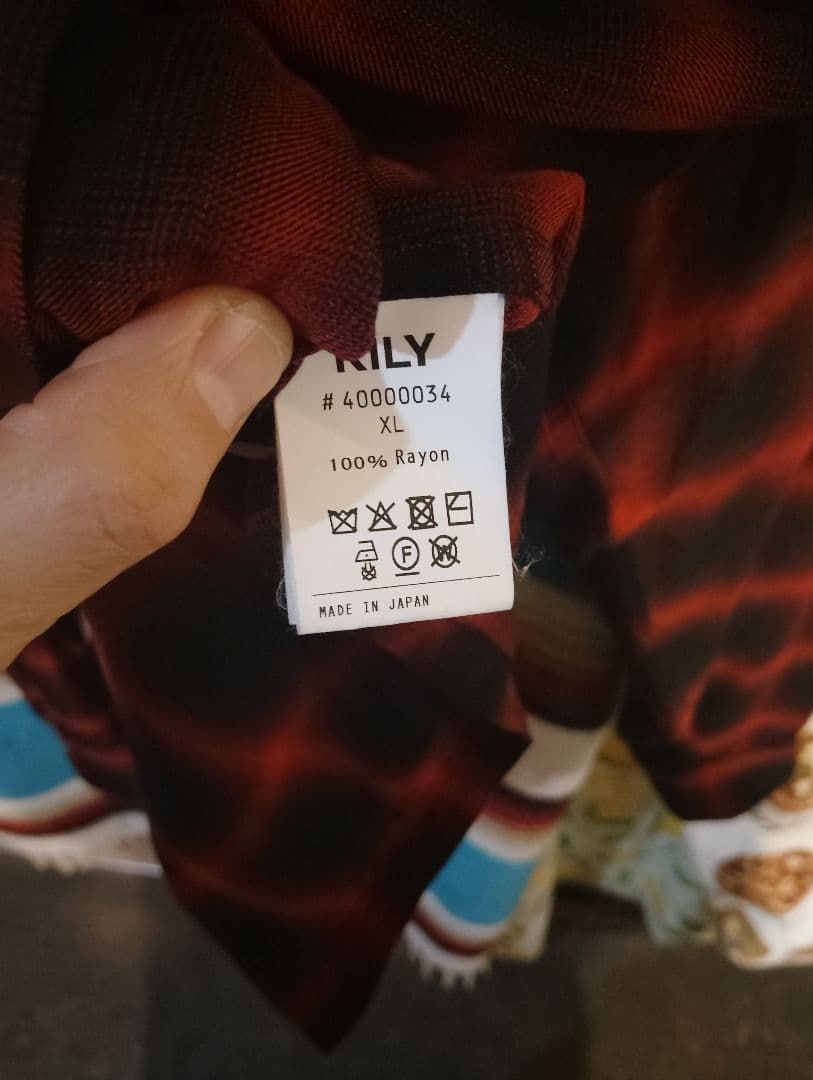 RILY
# 40000034
XL
100% Rayon
F
W
MADE IN JAPAN